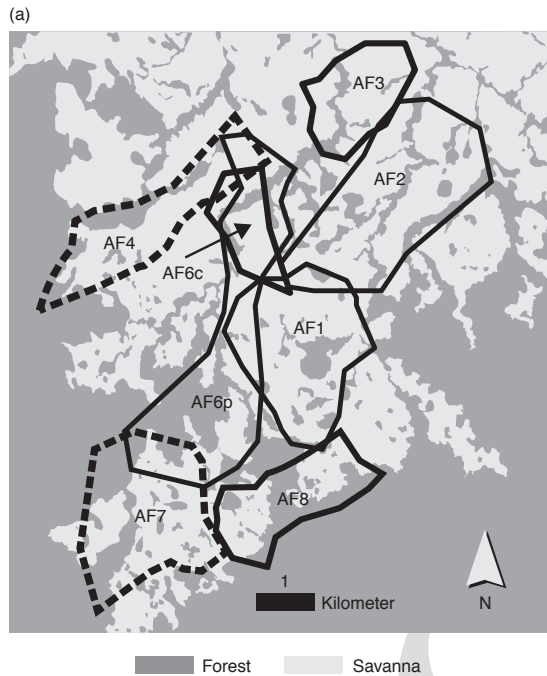 (a)
AF3
AF2
AF4
AF6c
AF1
AF6p
AF8
AF7
1
Kilometer
N
Forest
Savanna